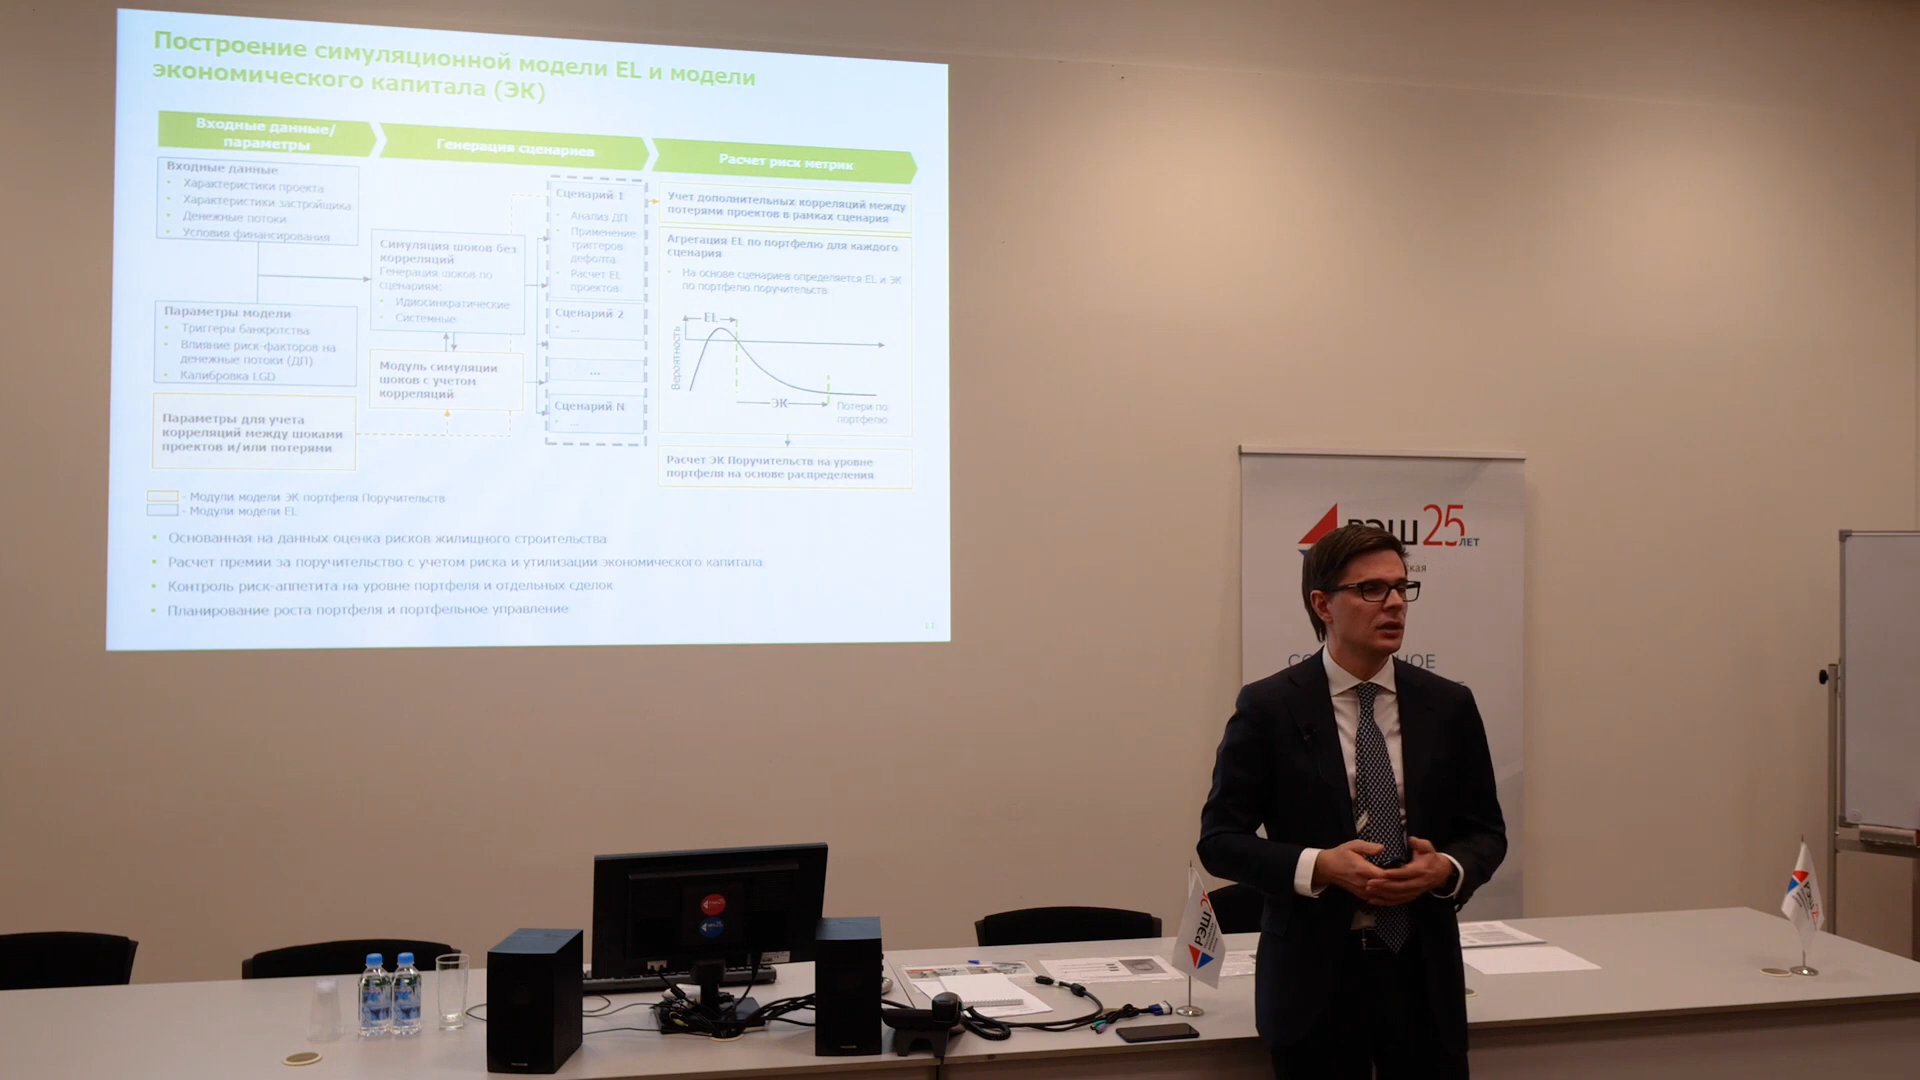 Построение симуляционной модели EL и модели
экономического капитала (ЭК)
Входные данные/
параметры
Генерация сценариев
Расчет риск метрик
Входные данные
• Характеристики проекта
• Характеристики застройщика
• Денежные потоки
• Условия финансирования
Параметры модели
• Триггеры банкротства
• Влияние риск-факторов на
денежные потоки (ДП)
• Калибровка LGD
Параметры для учета
корреляций между шоками
проектов и/или потерями
Симуляция шоков без
корреляций
Генерация шоков по
сценариям:
• Идиосинкратические
• Системные
Модуль симуляции
шоков с учетом
корреляций
Сценарий 1
• Анализ ДП
• Применение
триггеров
дефолта
• Расчет EL
проектов
Сценарий 2
• ...
...
Сценарий N
• ...
Учет дополнительных корреляций между
потерями проектов в рамках сценария
Агрегация EL по портфелю для каждого
сценария
• На основе сценариев определяется EL и ЭК
по портфелю поручительств
EL
Вероятность
ЭК
Потери по
портфелю
Расчет ЭК Поручительств на уровне
портфеля на основе распределения
- Модули модели ЭК портфеля Поручительств
- Модули модели EL
• Основанная на данных оценка рисков жилищного строительства
• Расчет премии за поручительство с учетом риска и утилизации экономического капитала
• Контроль риск-аппетита на уровне портфеля и отдельных сделок
• Планирование роста портфеля и портфельное управление
РЭШ 25
ЛЕТ
РЭШ
РЭШ